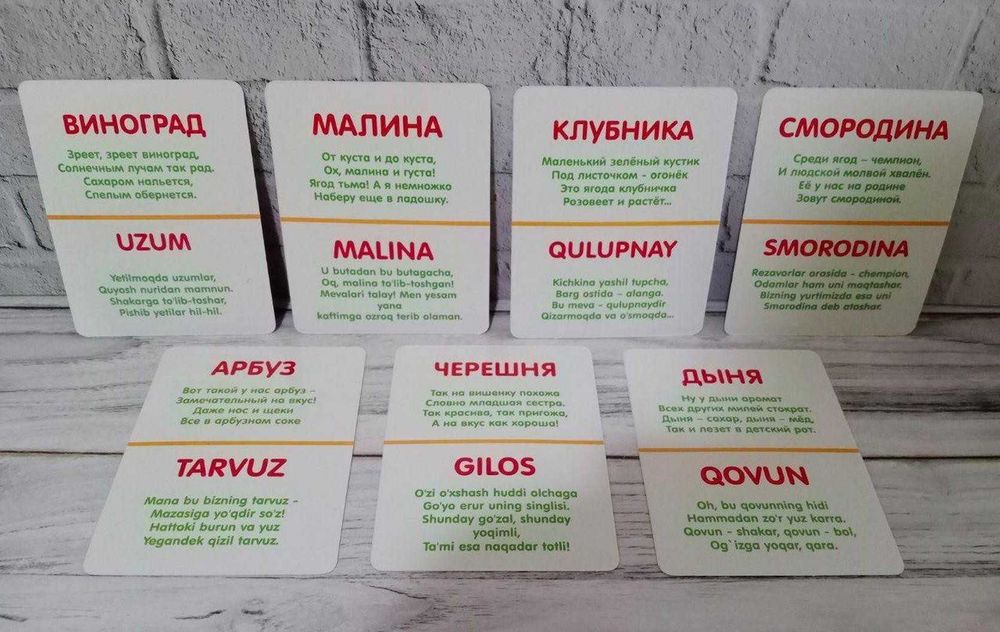 ВИНОГРАД
Зреет, зреет виноград,
Солнечным лучам так рад.
Сахаром нальется,
Спелым обернется.
UZUM
Yetilmoqda uzumlar,
Quyosh nuridan mamnun.
Shakarga to'lib-toshar,
Pishib yetilar hil-hil.
МАЛИНА
От куста и до куста,
Ох, малина и густа!
Ягод тьма! А я немножко
Наберу еще в ладошку.
MALINA
U butadan bu butagacha,
Oq, malina to'lib-toshgan!
Mevalari talay! Men yesam
yana
kaftimga ozroq terib olaman.
КЛУБНИКА
Маленький зелёный кустик
Под листочком - огонёк
Это ягода клубничка
Розовеет и растёт...
QULUPNAY
Kichkina yashil tupcha,
Barg ostida - alanga.
Bu meva - qulupnaydir
Qizarmoqda va o'smoqda...
СМОРОДИНА
Среди ягод – чемпион,
И людской молвой хвалён.
Её у нас на родине
Зовут смородиной.
SMORODINA
Rezavorlar orasida - chempion,
Odamlar ham uni maqtashar.
Bizning yurtimizda esa uni
Smorodina deb atashar.
АРБУЗ
Вот такой у нас арбуз –
Замечательный на вкус!
Даже нос и щеки
Все в арбузном соке
TARVUZ
Mana bu bizning tarvuz -
Mazasiga yo'qdir so'z!
Hattoki burun va yuz
Yegandek qizil tarvuz.
ЧЕРЕШНЯ
Так на вишенку похожа
Словно младшая сестра.
Так красива, так пригожа,
А на вкус как хороша!
GILOS
O'zi o'xshash huddi olchaga
Go'yo erur uning singlisi.
Shunday go'zal, shunday
yoqimli,
Ta'mi esa naqadar totli!
ДЫНЯ
Ну у дыни аромат
Всех других милей стократ.
Дыня – сахар, дыня – мёд,
Так и лезет в детский рот.
QOVUN
Oh, bu qovunning hidi
Hammadan zo'r yuz karra.
Qovun - shakar, qovun - bol,
Og`izga yoqar, qara.